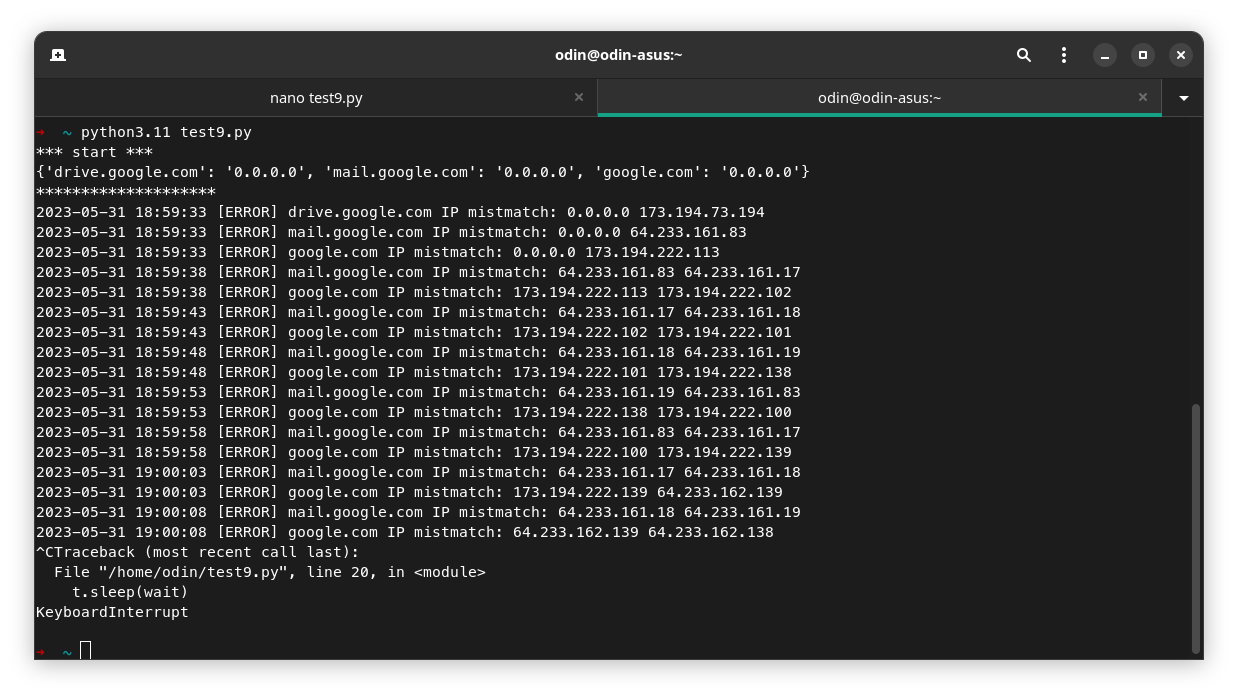 odin@odin-asus:~
nano test9.py
odin@odin-asus:~
→ ~ python3.11 test9.py
*** start ***
{'drive.google.com': '0.0.0.0', 'mail.google.com': '0.0.0.0', 'google.com': '0.0.0.0'}
********************
2023-05-31 18:59:33 [ERROR] drive.google.com IP mistmatch: 0.0.0.0 173.194.73.194
2023-05-31 18:59:33 [ERROR] mail.google.com IP mistmatch: 0.0.0.0 64.233.161.83
2023-05-31 18:59:33 [ERROR] google.com IP mistmatch: 0.0.0.0 173.194.222.113
2023-05-31 18:59:38 [ERROR] mail.google.com IP mistmatch: 64.233.161.83 64.233.161.17
2023-05-31 18:59:38 [ERROR] google.com IP mistmatch: 173.194.222.113 173.194.222.102
2023-05-31 18:59:43 [ERROR] mail.google.com IP mistmatch: 64.233.161.17 64.233.161.18
2023-05-31 18:59:43 [ERROR] google.com IP mistmatch: 173.194.222.102 173.194.222.101
2023-05-31 18:59:48 [ERROR] mail.google.com IP mistmatch: 64.233.161.18 64.233.161.19
2023-05-31 18:59:48 [ERROR] google.com IP mistmatch: 173.194.222.101 173.194.222.138
2023-05-31 18:59:53 [ERROR] mail.google.com IP mistmatch: 64.233.161.19 64.233.161.83
2023-05-31 18:59:53 [ERROR] google.com IP mistmatch: 173.194.222.138 173.194.222.100
2023-05-31 18:59:58 [ERROR] mail.google.com IP mistmatch: 64.233.161.83 64.233.161.17
2023-05-31 18:59:58 [ERROR] google.com IP mistmatch: 173.194.222.100 173.194.222.139
2023-05-31 19:00:03 [ERROR] mail.google.com IP mistmatch: 64.233.161.17 64.233.161.18
2023-05-31 19:00:03 [ERROR] google.com IP mistmatch: 173.194.222.139 64.233.162.139
2023-05-31 19:00:08 [ERROR] mail.google.com IP mistmatch: 64.233.161.18 64.233.161.19
2023-05-31 19:00:08 [ERROR] google.com IP mistmatch: 64.233.162.139 64.233.162.138
^CTraceback (most recent call last):
  File "/home/odin/test9.py", line 20, in <module>
    t.sleep(wait)
KeyboardInterrupt
→ ~